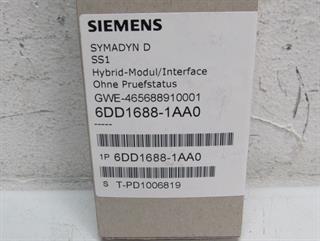 SIEMENS
SYMADYN D
SS1
Hybrid-Modul/Interface
Ohne Pruefstatus
GWE-465688910001
6DD1688-1AA0
-----
1P 6DD1688-1AA0
S T-PD1006819